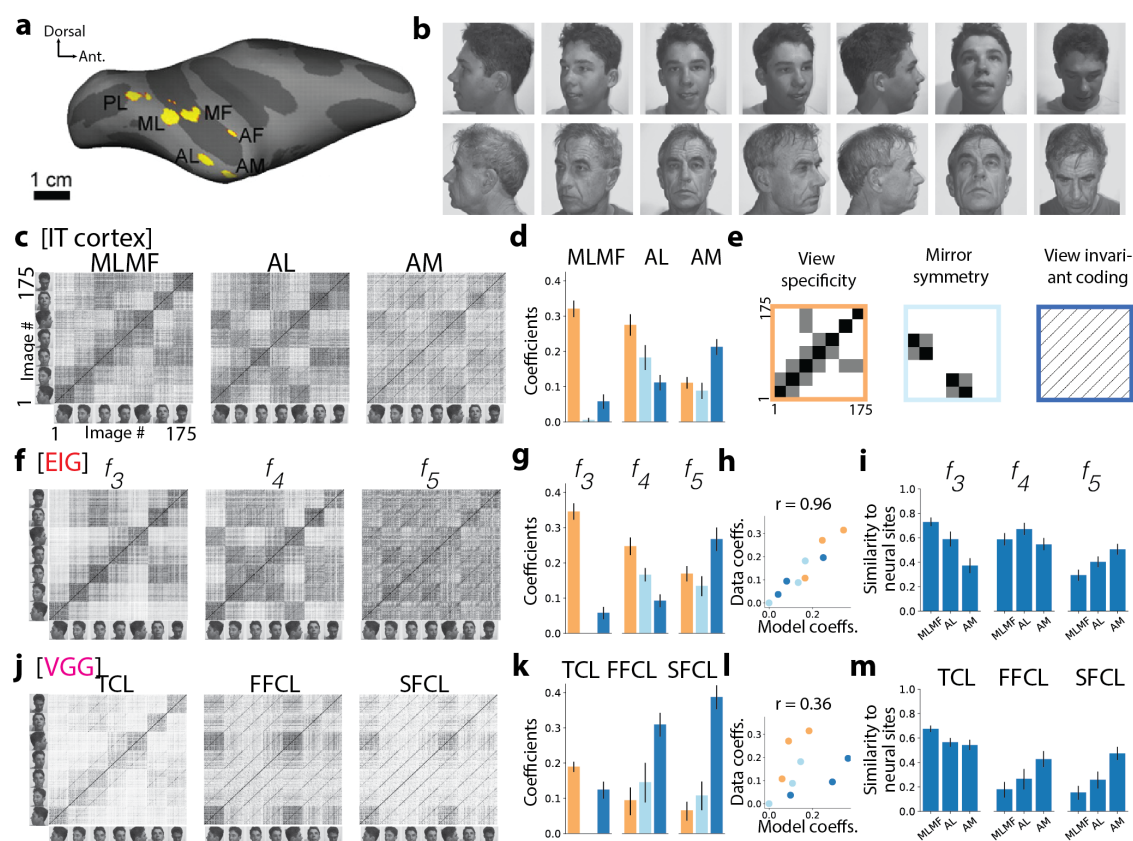 a
Dorsal
Ant.
PL
ML
MF
AF
AL
AM
1 cm
b
c [IT cortex]
MLMF AL AM
175
Image #
1
1 Image # 175
d
MLMF AL AM
Coefficients
0.4
0.3
0.2
0.1
0.0
e
View
specificity
Mirror
symmetry
View invari-
ant coding
175
1
1 175
f [EIG]
f3 f4 f5
g
f3 f4 f5
Coefficients
0.4
0.3
0.2
0.1
0.0
h
r = 0.96
Data coeffs.
0.3
0.2
0.1
0.0
0.0 0.2
Model coeffs.
i
f3 f4 f5
Similarity to
neural sites
1.0
0.8
0.6
0.4
0.2
0.0
MLMF AL AM MLMF AL AM MLMF AL AM
j [VGG]
TCL FFCL SFCL
k
TCL FFCL SFCL
Coefficients
0.4
0.3
0.2
0.1
0.0
l
r = 0.36
Data coeffs.
0.3
0.2
0.1
0.0
0.0 0.2
Model coeffs.
m
TCL FFCL SFCL
Similarity to
neural sites
1.0
0.8
0.6
0.4
0.2
0.0
MLMF AL AM MLMF AL AM MLMF AL AM